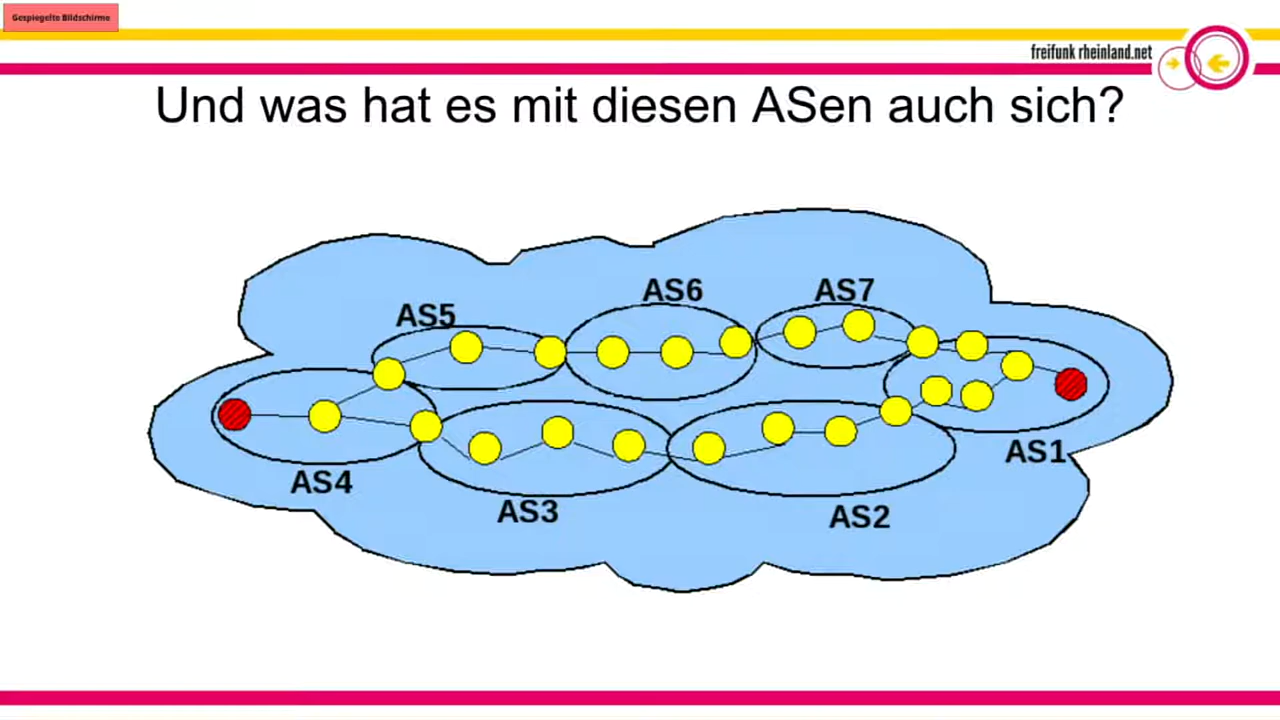 Gespiegelte Bildschirme
freifunk rheinland.net
Und was hat es mit diesen ASen auch sich?
AS6
AS7
AS5
AS1
AS4
AS3
AS2